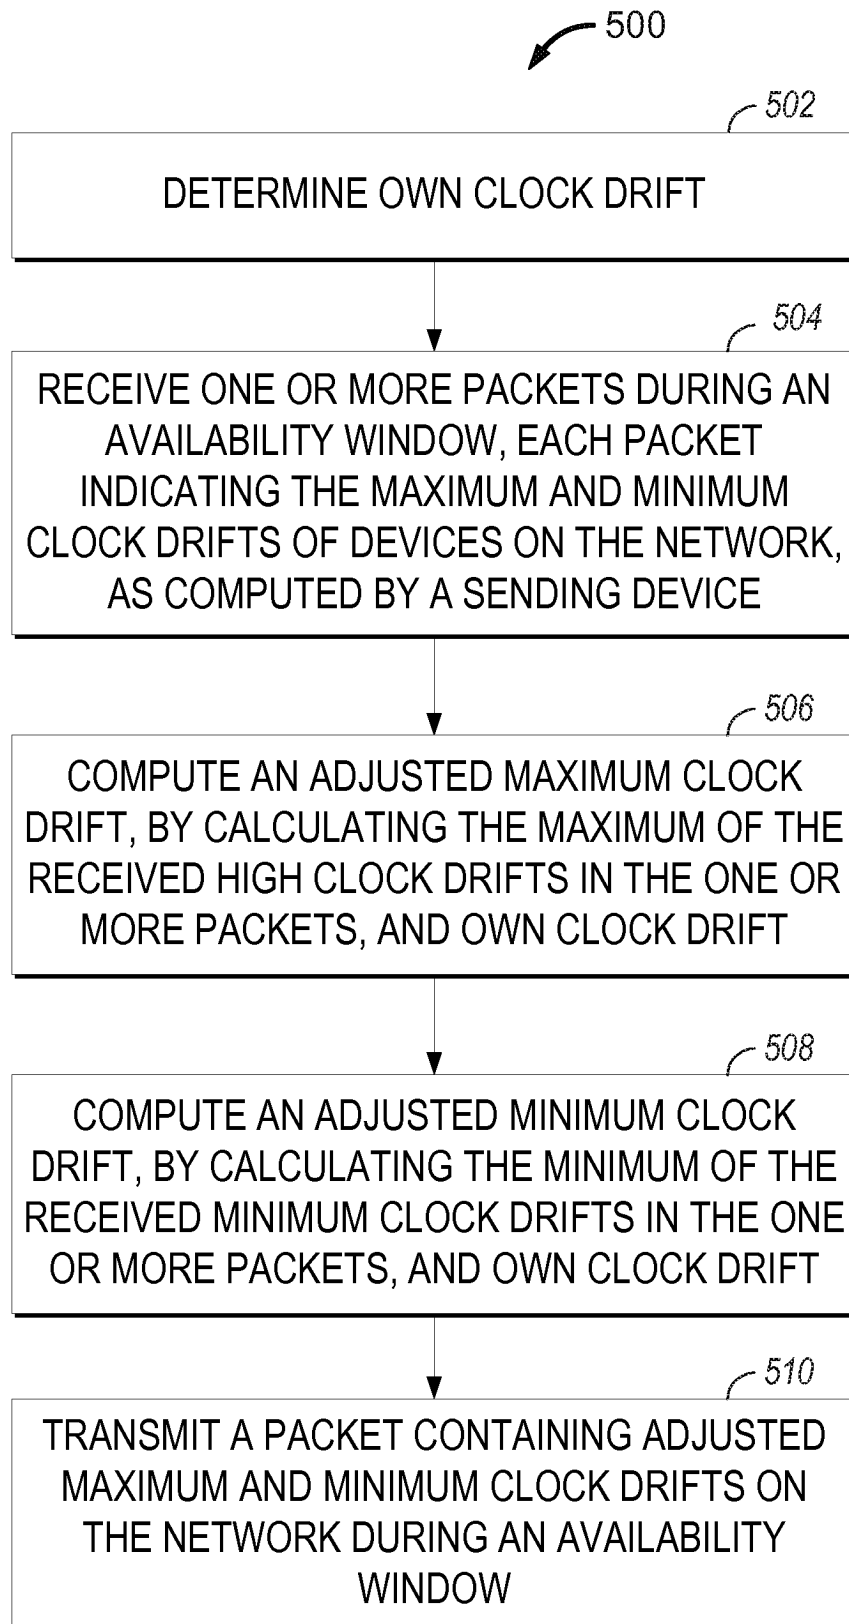 500
502
DETERMINE OWN CLOCK DRIFT
504
RECEIVE ONE OR MORE PACKETS DURING AN
AVAILABILITY WINDOW, EACH PACKET
INDICATING THE MAXIMUM AND MINIMUM
CLOCK DRIFTS OF DEVICES ON THE NETWORK,
AS COMPUTED BY A SENDING DEVICE
506
COMPUTE AN ADJUSTED MAXIMUM CLOCK
DRIFT, BY CALCULATING THE MAXIMUM OF THE
RECEIVED HIGH CLOCK DRIFTS IN THE ONE OR
MORE PACKETS, AND OWN CLOCK DRIFT
508
COMPUTE AN ADJUSTED MINIMUM CLOCK
DRIFT, BY CALCULATING THE MINIMUM OF THE
RECEIVED MINIMUM CLOCK DRIFTS IN THE ONE
OR MORE PACKETS, AND OWN CLOCK DRIFT
510
TRANSMIT A PACKET CONTAINING ADJUSTED
MAXIMUM AND MINIMUM CLOCK DRIFTS ON
THE NETWORK DURING AN AVAILABILITY
WINDOW